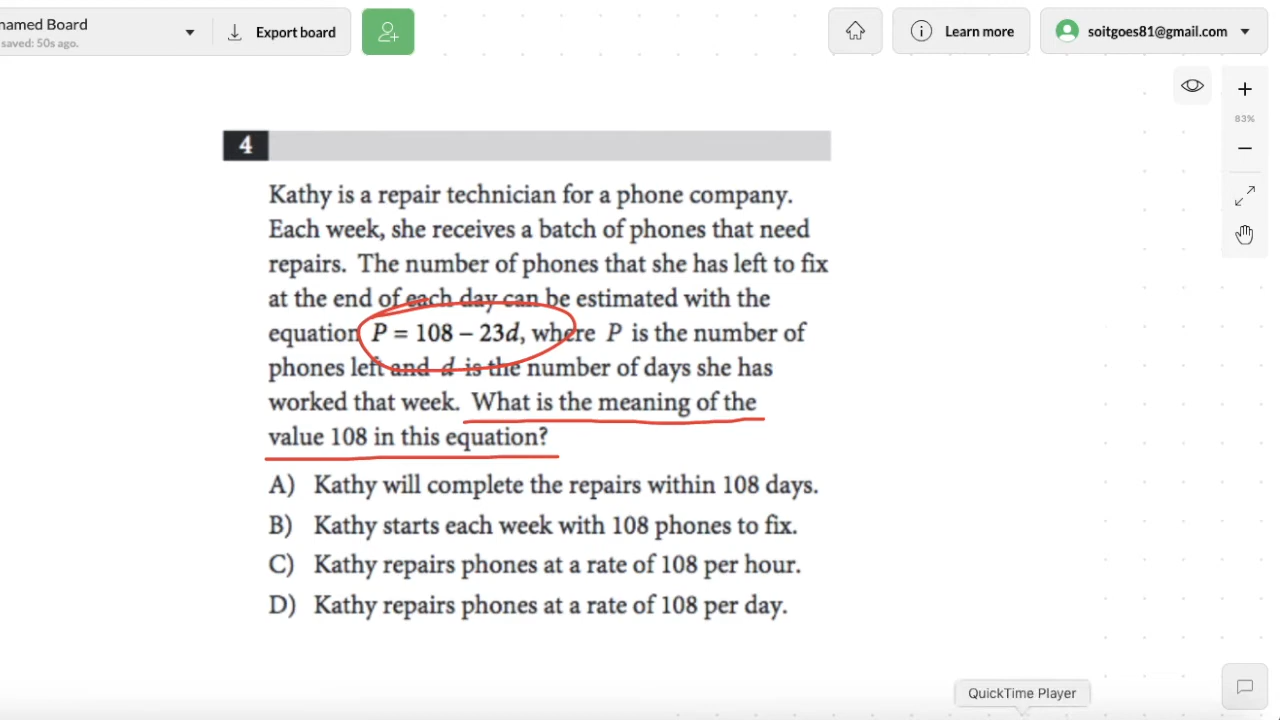 named Board
saved: 50s ago.
Export board
Learn more
soitgoes81@gmail.com
83%
4
Kathy is a repair technician for a phone company.
Each week, she receives a batch of phones that need
repairs. The number of phones that she has left to fix
at the end of each day can be estimated with the
equation P = 108 – 23d, where P is the number of
phones left and d is the number of days she has
worked that week. What is the meaning of the
value 108 in this equation?
A) Kathy will complete the repairs within 108 days.
B) Kathy starts each week with 108 phones to fix.
C) Kathy repairs phones at a rate of 108 per hour.
D) Kathy repairs phones at a rate of 108 per day.
QuickTime Player